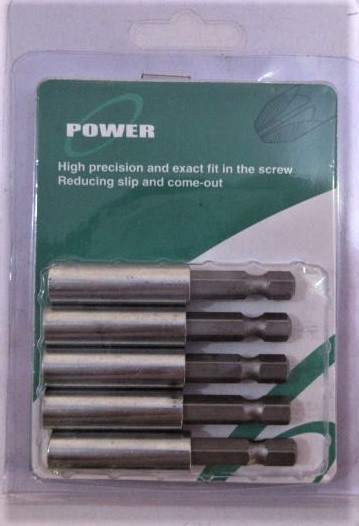 POWER
High precision and exact fit in the screw
Reducing slip and come-out